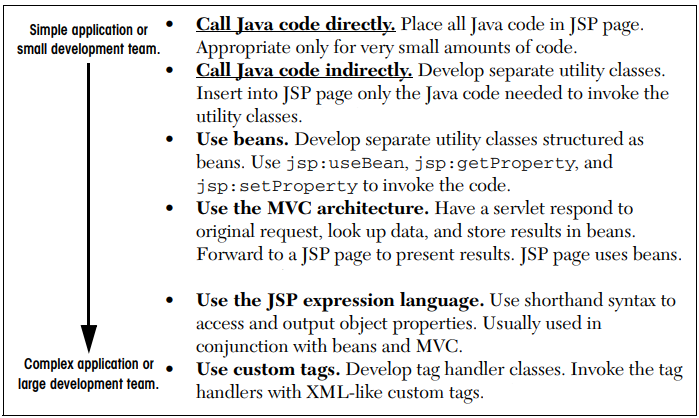 Simple application or
small development team.
• Call Java code directly. Place all Java code in JSP page.
Appropriate only for very small amounts of code.
• Call Java code indirectly. Develop separate utility classes.
Insert into JSP page only the Java code needed to invoke the
utility classes.
• Use beans. Develop separate utility classes structured as
beans. Use jsp:useBean, jsp:getProperty, and
jsp:setProperty to invoke the code.
• Use the MVC architecture. Have a servlet respond to
original request, look up data, and store results in beans.
Forward to a JSP page to present results. JSP page uses beans.
• Use the JSP expression language. Use shorthand syntax to
access and output object properties. Usually used in
conjunction with beans and MVC.
Complex application or
large development team.
• Use custom tags. Develop tag handler classes. Invoke the tag
handlers with XML-like custom tags.